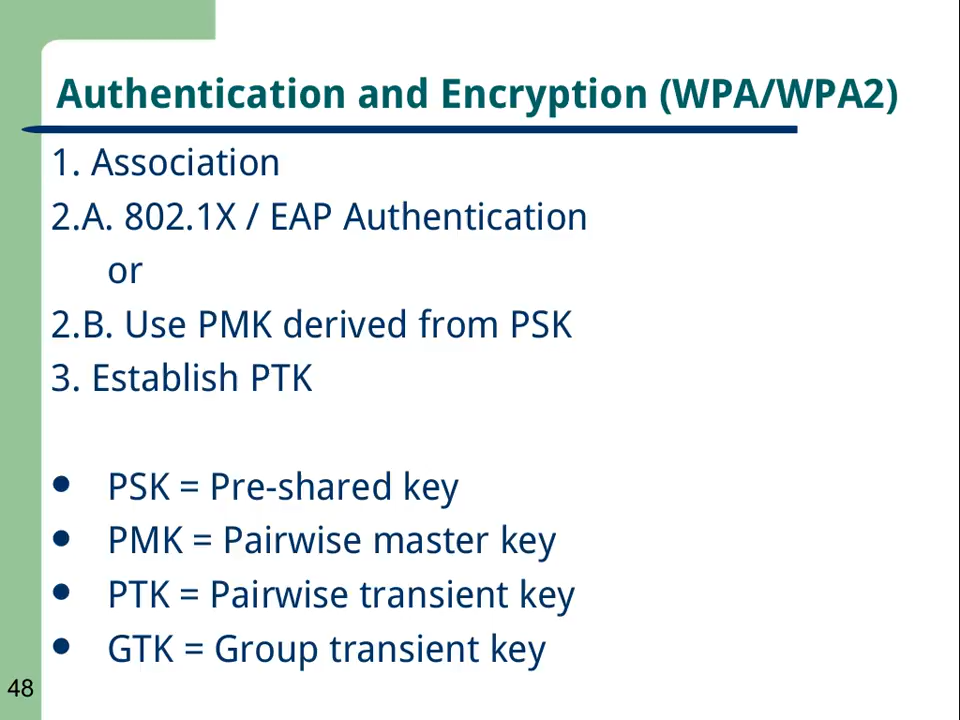 Authentication and Encryption (WPA/WPA2)
1. Association
2.A. 802.1X / EAP Authentication
or
2.B. Use PMK derived from PSK
3. Establish PTK
● PSK = Pre-shared key
● PMK = Pairwise master key
● PTK = Pairwise transient key
● GTK = Group transient key
48